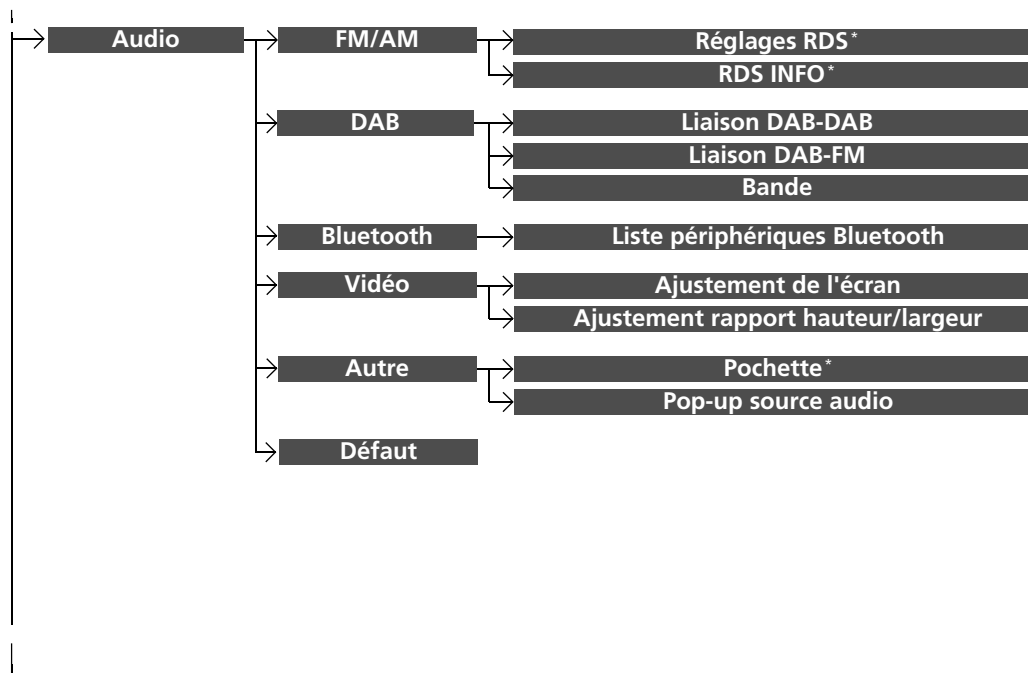 Audio
FM/AM
Réglages RDS*
RDS INFO*
DAB
Liaison DAB-DAB
Liaison DAB-FM
Bande
Bluetooth
Liste périphériques Bluetooth
Vidéo
Ajustement de l'écran
Ajustement rapport hauteur/largeur
Autre
Pochette*
Pop-up source audio
Défaut